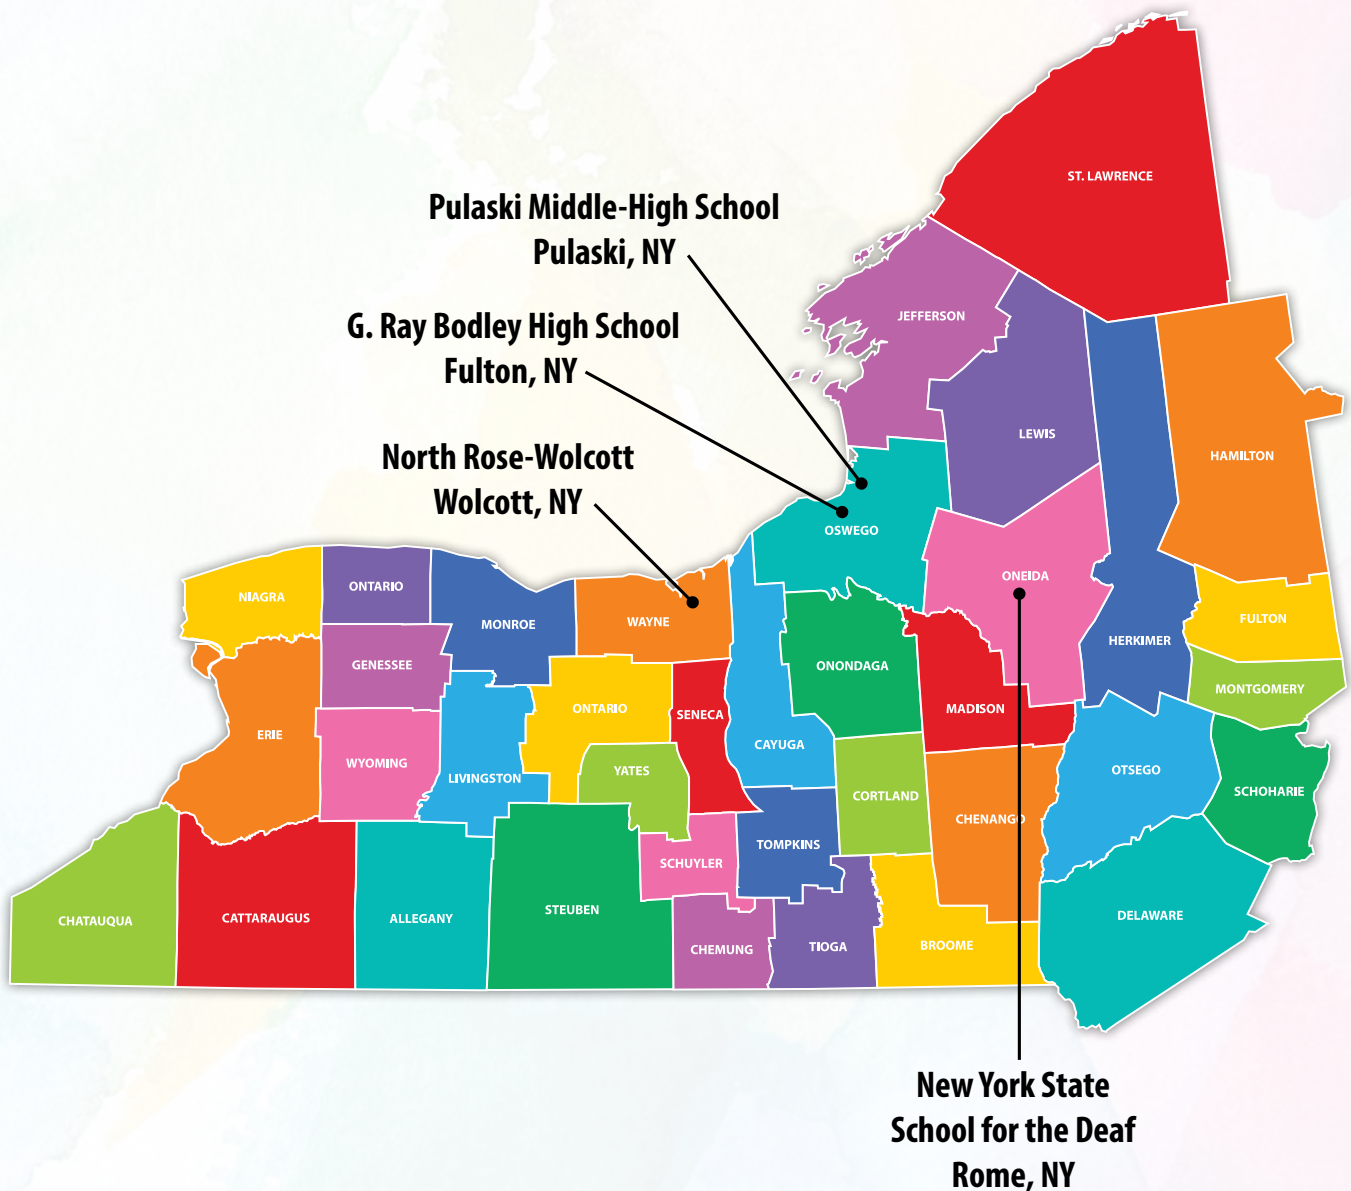 ST. LAWRENCE
Pulaski Middle-High School
Pulaski, NY
JEFFERSON
G. Ray Bodley High School
Fulton, NY
LEWIS
HAMILTON
North Rose-Wolcott
Wolcott, NY
OSWEGO
ONEIDA
NIAGRA
ONTARIO
MONROE
WAYNE
FULTON
HERKIMER
GENESSEE
ONONDAGA
MONTGOMERY
ONTARIO
SENECA
MADISON
ERIE
WYOMING
LIVINGSTON
YATES
CAYUGA
OTSEGO
CORTLAND
SCHOHARIE
CHENANGO
TOMPKINS
SCHUYLER
CHATAUQUA
CATTARAUGUS
ALLEGANY
STEUBEN
DELAWARE
CHEMUNG
TIOGA
BROOME
New York State
School for the Deaf
Rome, NY